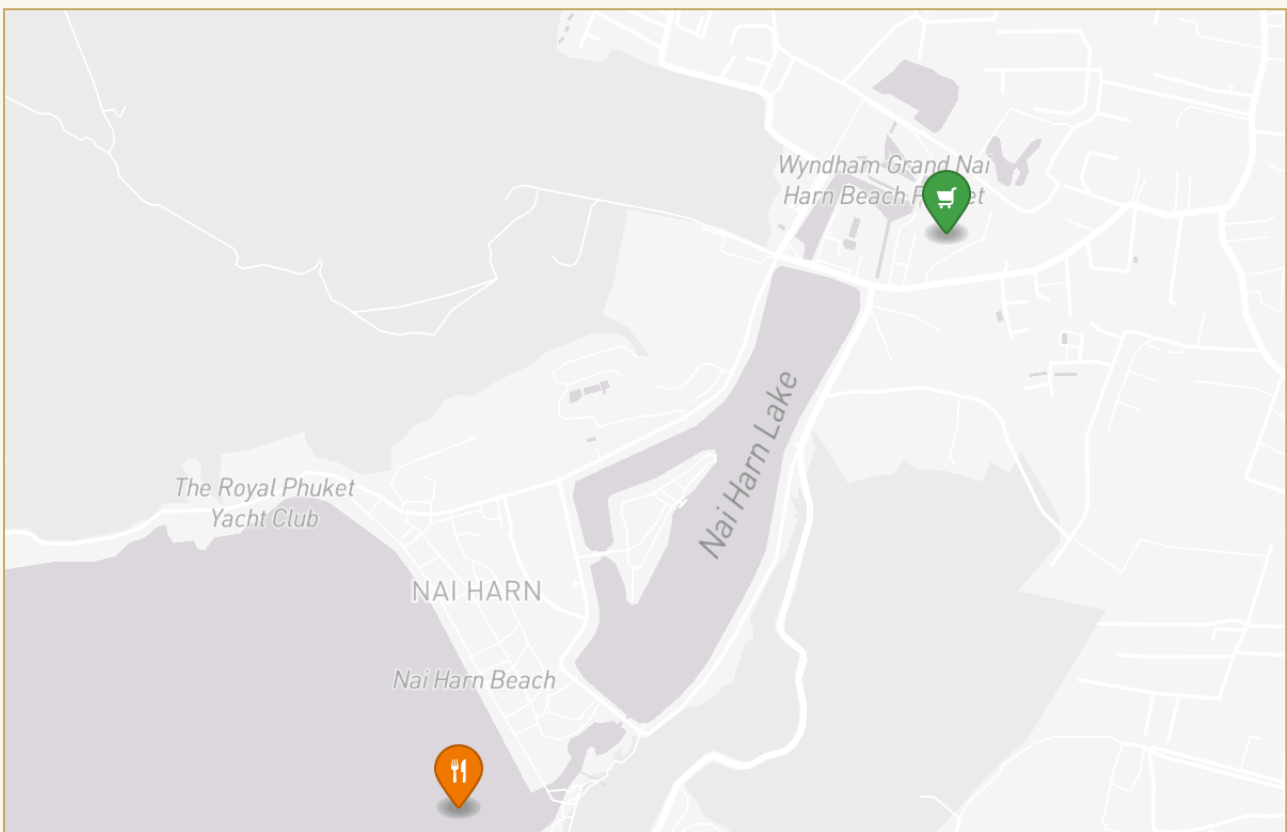 Wyndham Grand Nai
Harn Beach
Nai Harn Lake
The Royal Phuket
Yacht Club
NAI HARN
Nai Harn Beach